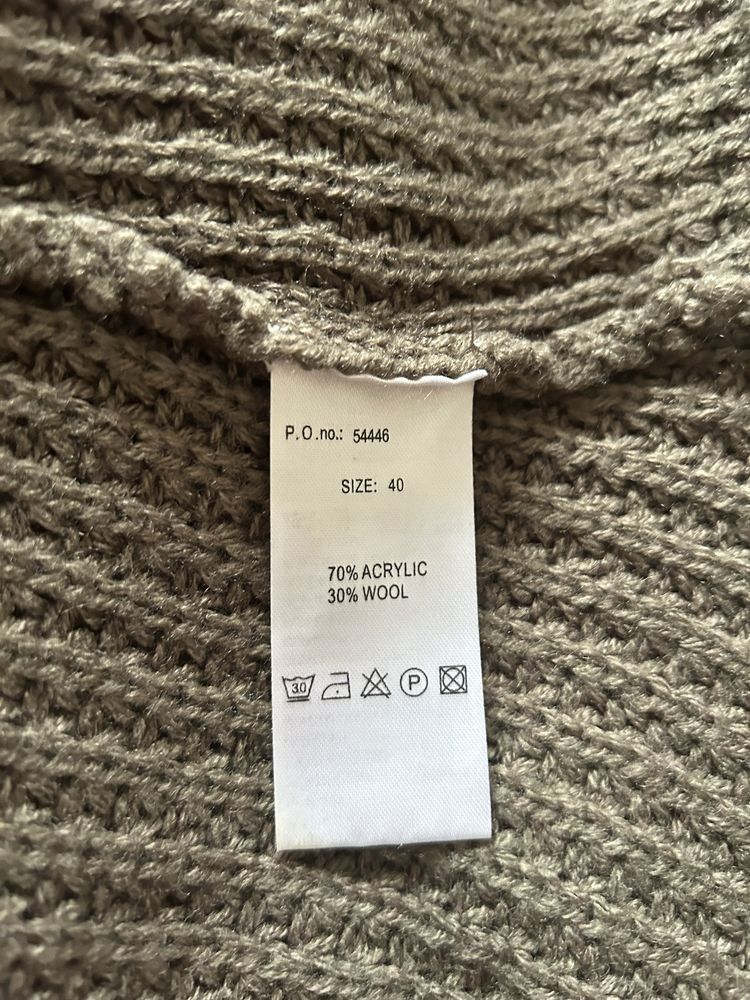 P.O.no.: 54446
SIZE: 40
70% ACRYLIC
30% WOOL
30 P